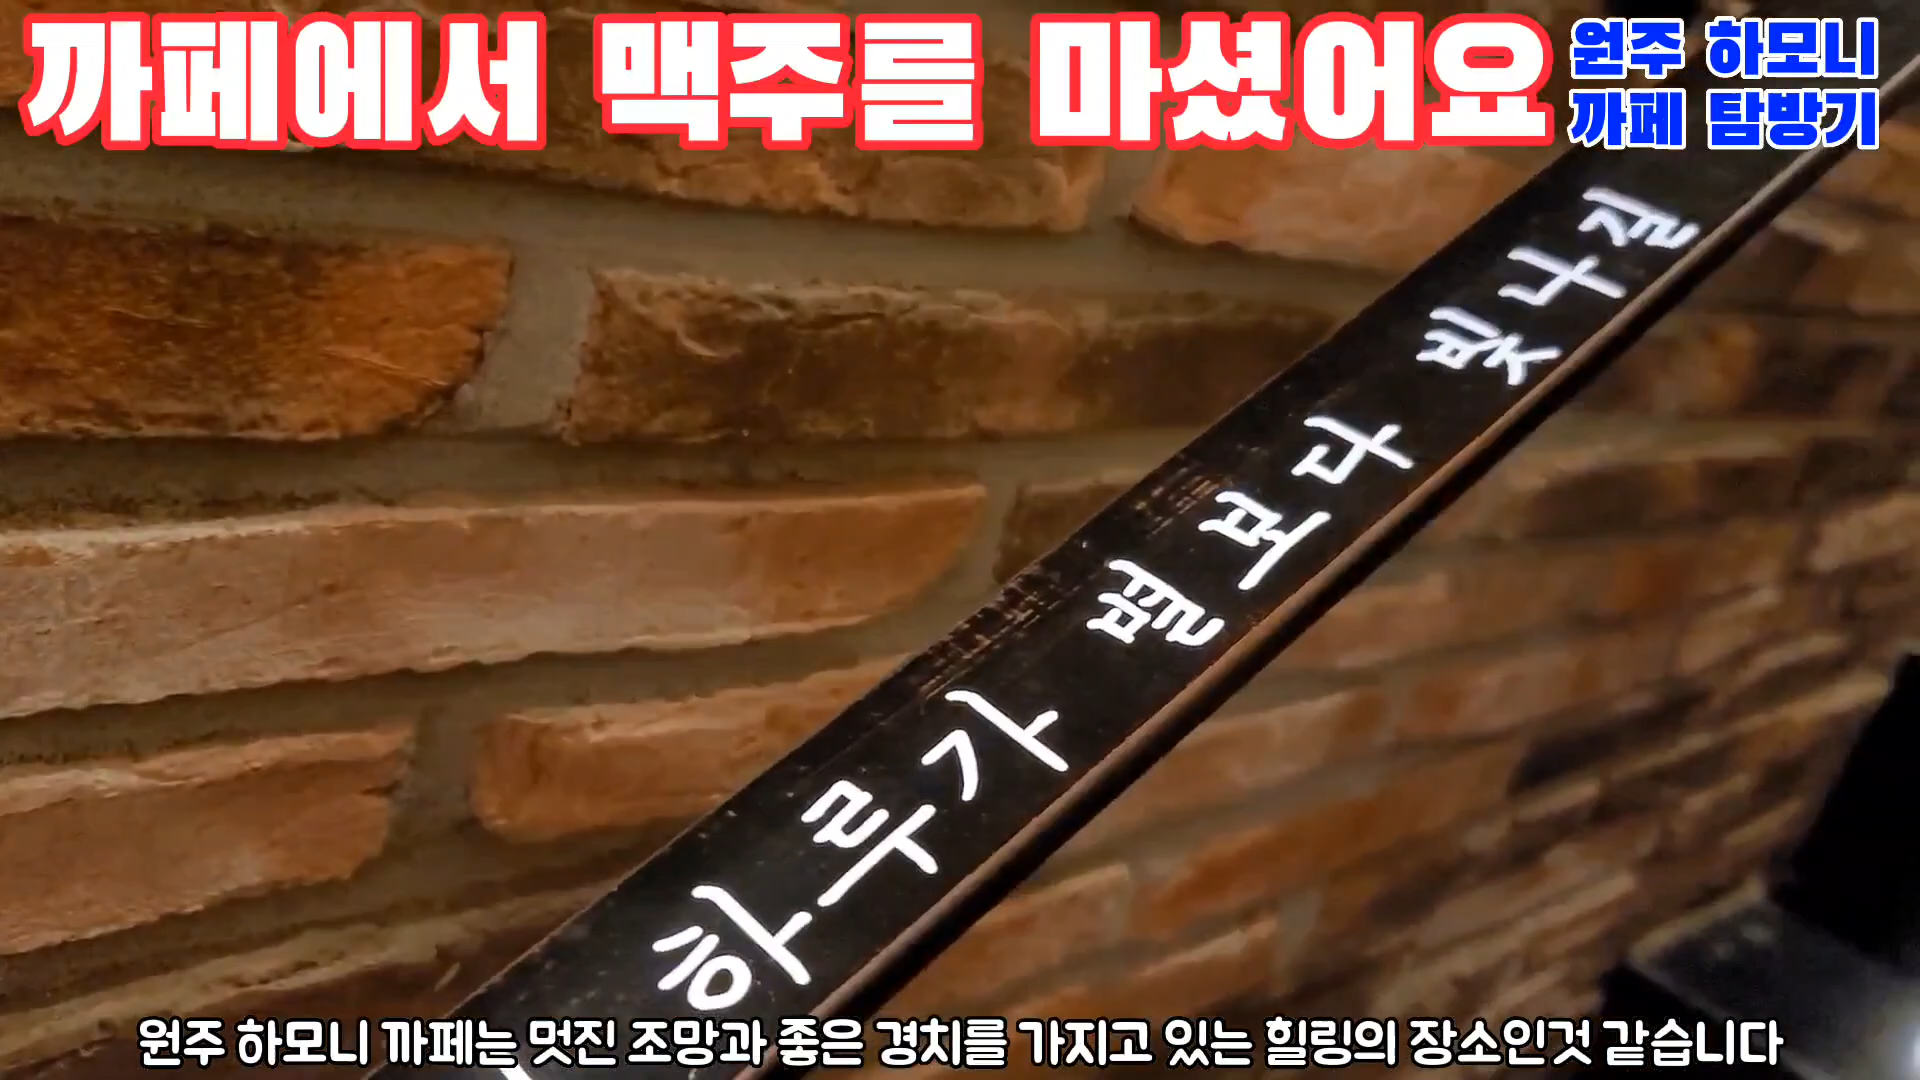 까페에서 맥주를 마셨어요
원주 하모니
까페 탐방기
하루가 별보다 빛나길
원주 하모니 까페는 멋진 조망과 좋은 경치를 가지고 있는 힐링의 장소인것 같습니다